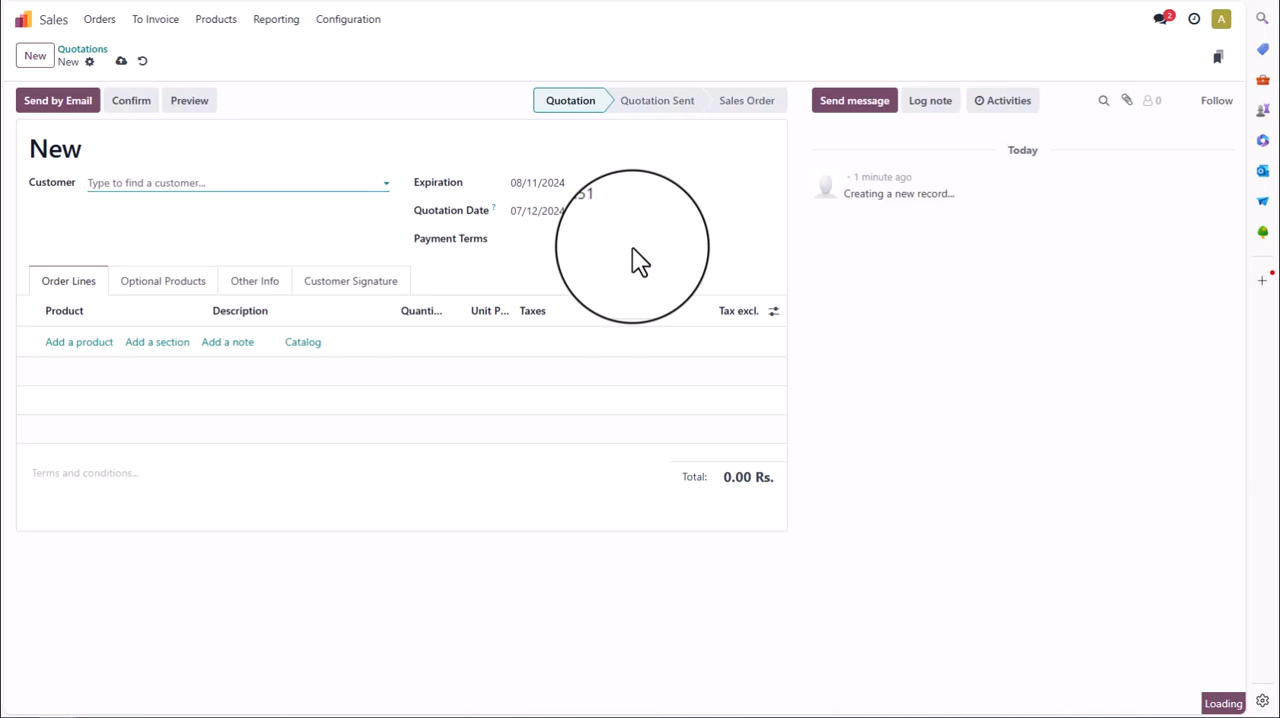 Sales Orders To Invoice Products Reporting Configuration 2 A
New Quotations
New
Send by Email Confirm Preview Quotation Quotation Sent Sales Order Send message Log note Activities 0 Follow
New
Today
Customer Type to find a customer... Expiration 08/11/2024
- 1 minute ago
Creating a new record...
Quotation Date ? 07/12/2024
:51
Payment Terms
Order Lines Optional Products Other Info Customer Signature
Product Description Quanti... Unit P... Taxes Tax excl.
Add a product Add a section Add a note Catalog
Terms and conditions...
Total: 0.00 Rs.
Loading